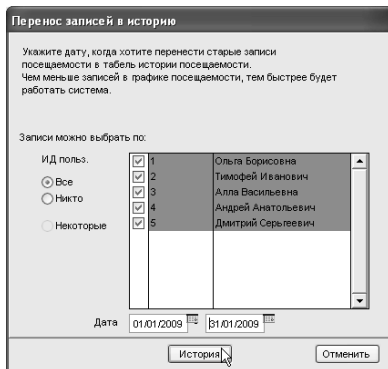 Перенос записей в историю
Укажите дату, когда хотите перенести старые записи
посещаемости в табель истории посещаемости.
Чем меньше записей в графике посещаемости, тем быстрее будет
работать система.
Записи можно выбрать по:
ИД польз.
Все
Никто
Некоторые
1 Ольга Борисовна
2 Тимофей Иванович
3 Алла Васильевна
4 Андрей Анатольевич
5 Дмитрий Серьгеевич
Дата 01/01/2009 31/01/2009
История Отменить